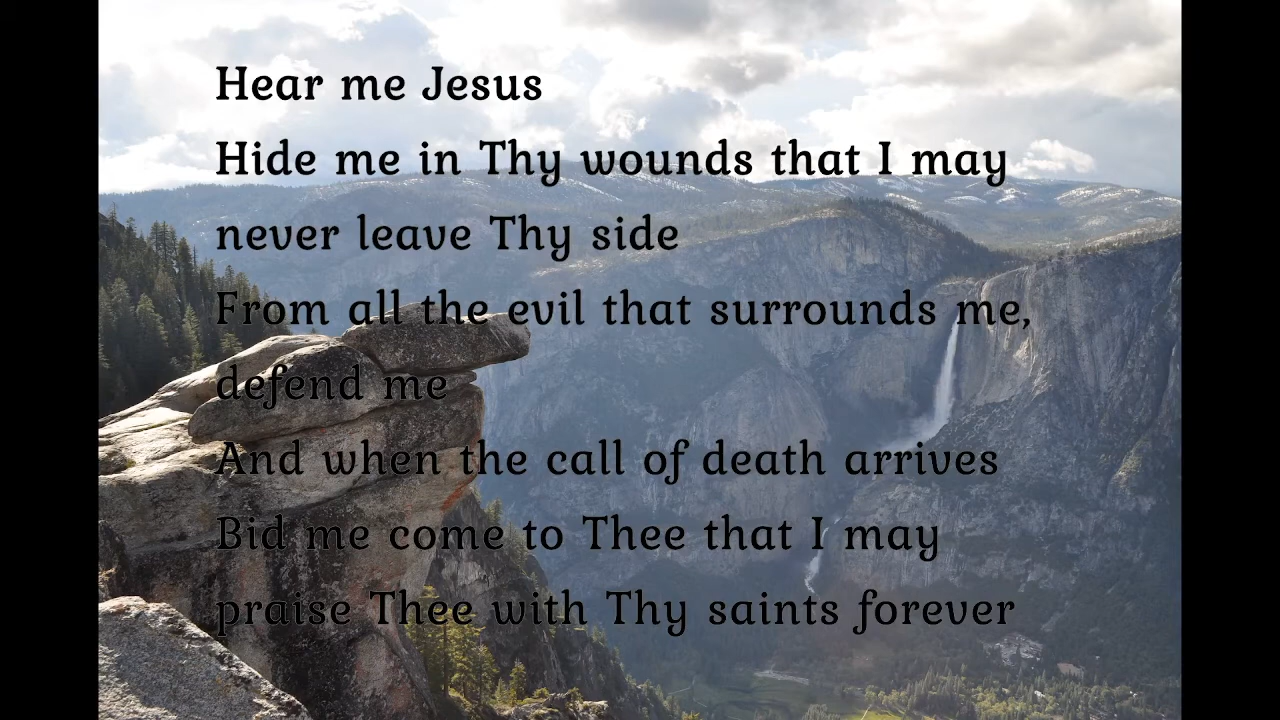 Hear me Jesus
Hide me in Thy wounds that I may
never leave Thy side
From all the evil that surrounds me,
defend me
And when the call of death arrives
Bid me come to Thee that I may
praise Thee with Thy saints forever